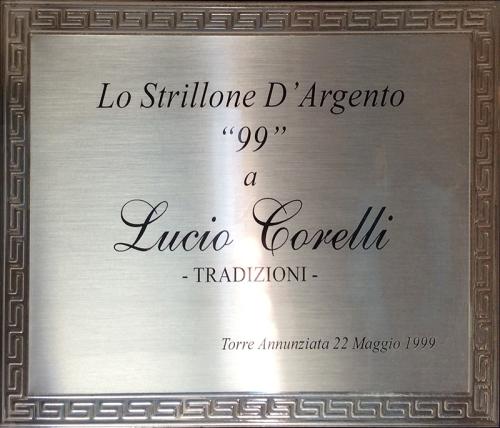 Lo Strillone D'Argento
"99"
a
Lucio Corelli
- TRADIZIONI -
Torre Annunziata 22 Maggio 1999